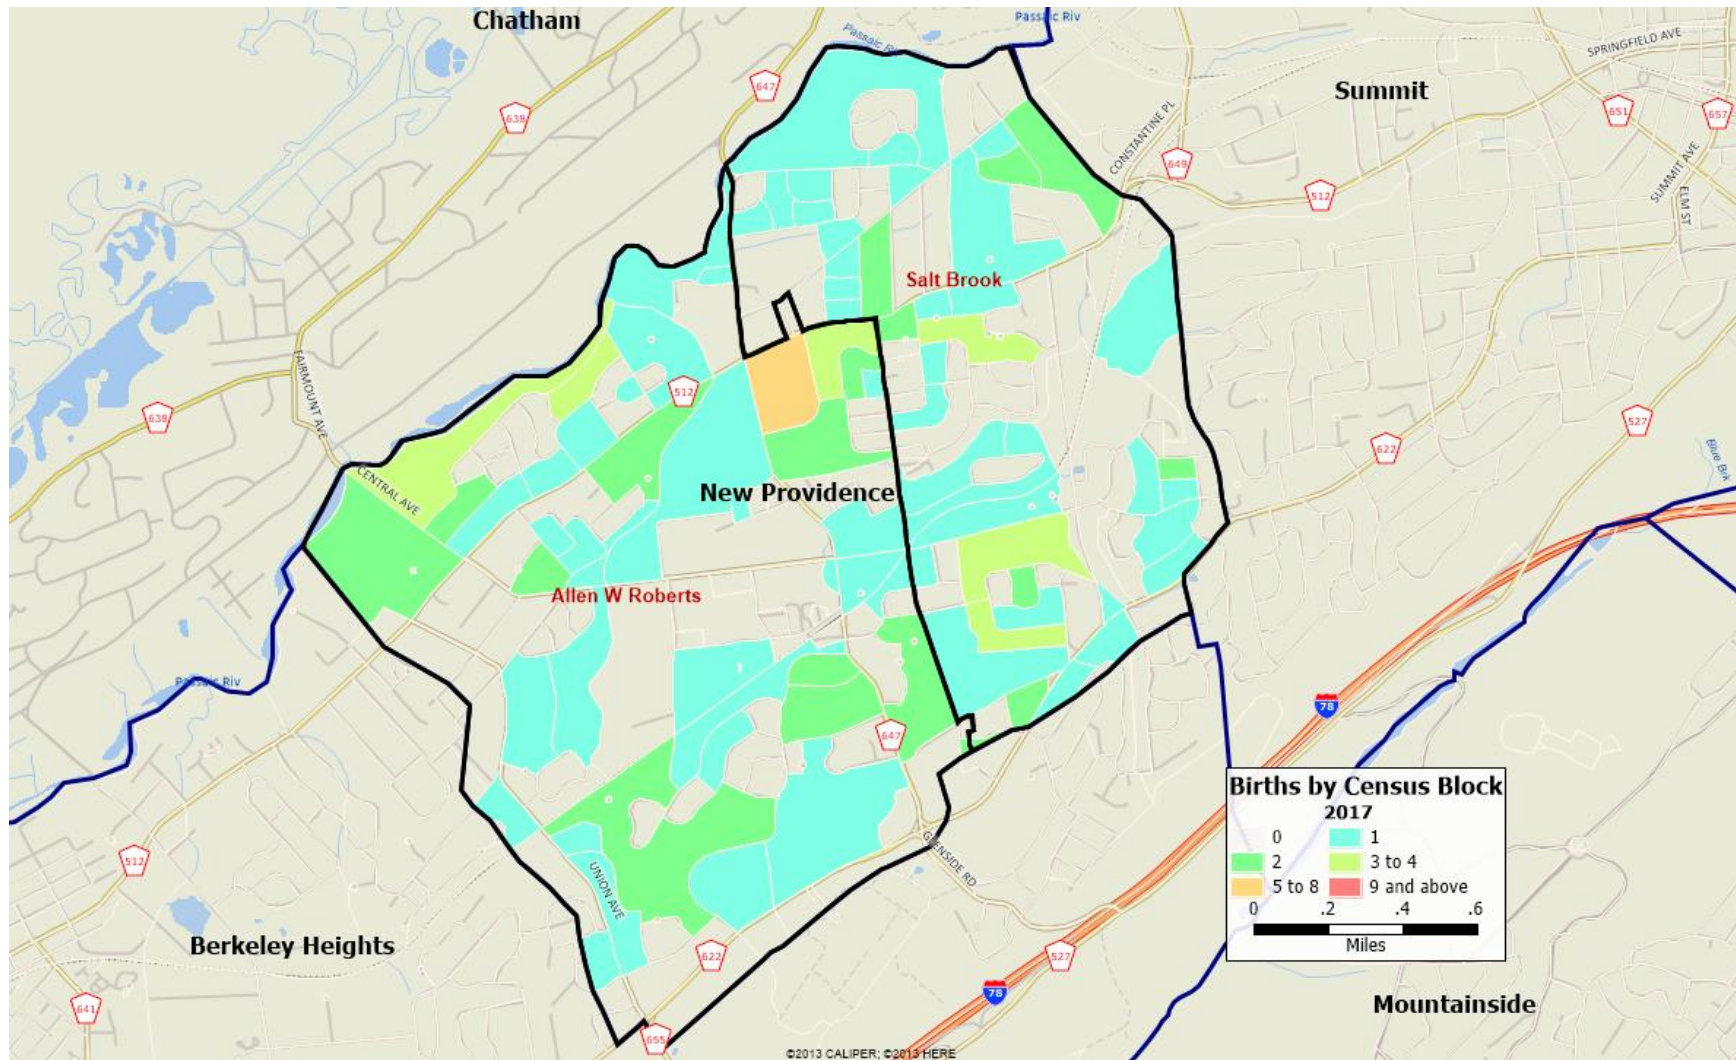 Chatham
Passaic Riv
SPRINGFIELD AVE
647
638
Summit
651
657
CONSTANTINE PL
649
512
SUMMIT AVE
ELM ST
Salt Brook
FAIRMOUNT AVE
638
512
527
622
Blue Brk
CENTRAL AVE
New Providence
Allen W Roberts
Passaic Riv
78
647
Births by Census Block
2017
0 1
2 3 to 4
5 to 8 9 and above
0 .2 .4 .6
Miles
GLENSIDE RD
UNION AVE
512
Berkeley Heights
622
527
78
641
655
Mountainside
©2013 CALIPER; ©2013 HERE